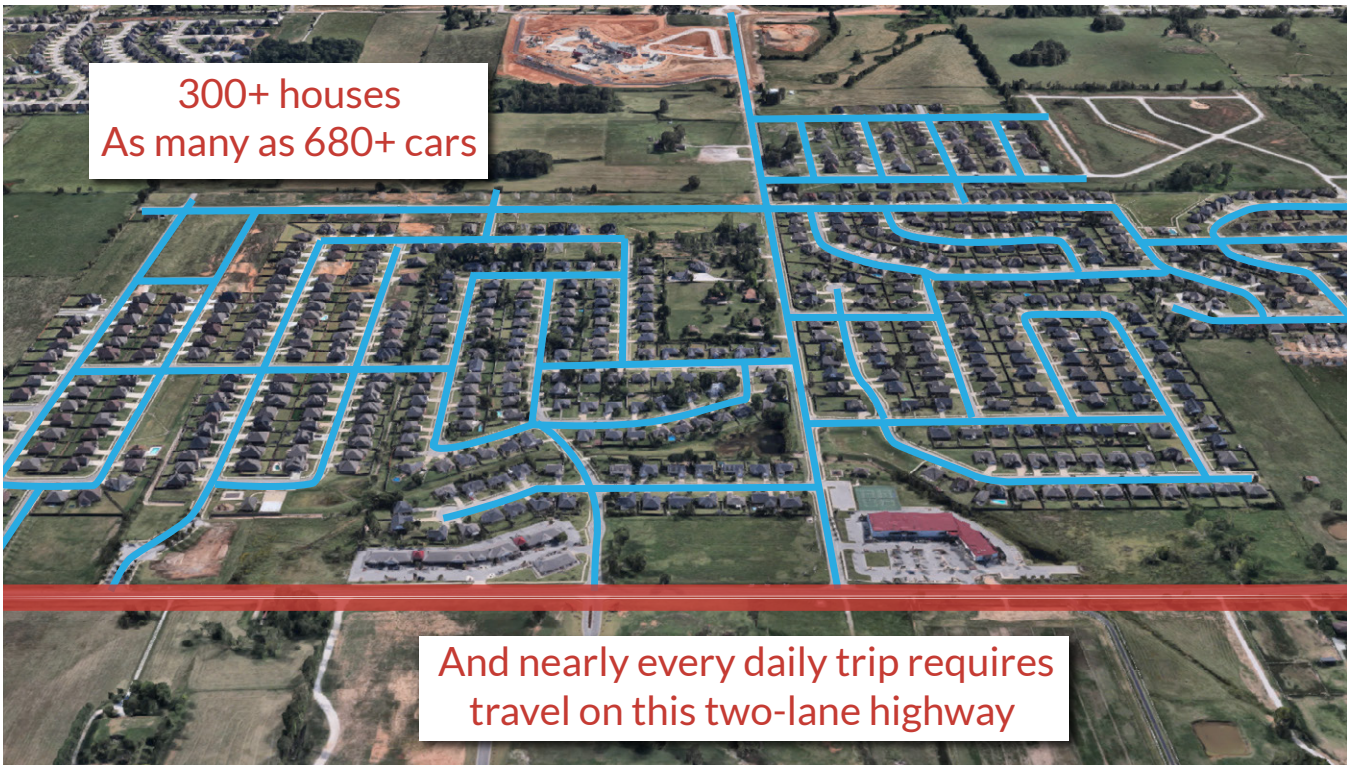 300+ houses
As many as 680+ cars
And nearly every daily trip requires
travel on this two-lane highway